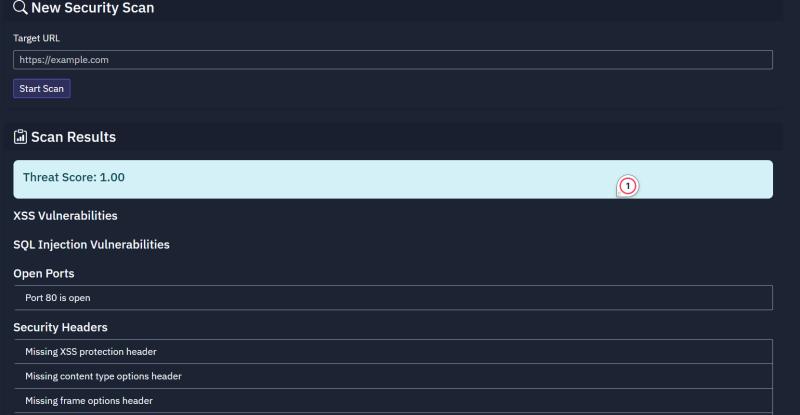 New Security Scan
Target URL
https://example.com
Start Scan
Scan Results
Threat Score: 1.00
1
XSS Vulnerabilities
SQL Injection Vulnerabilities
Open Ports
Port 80 is open
Security Headers
Missing XSS protection header
Missing content type options header
Missing frame options header